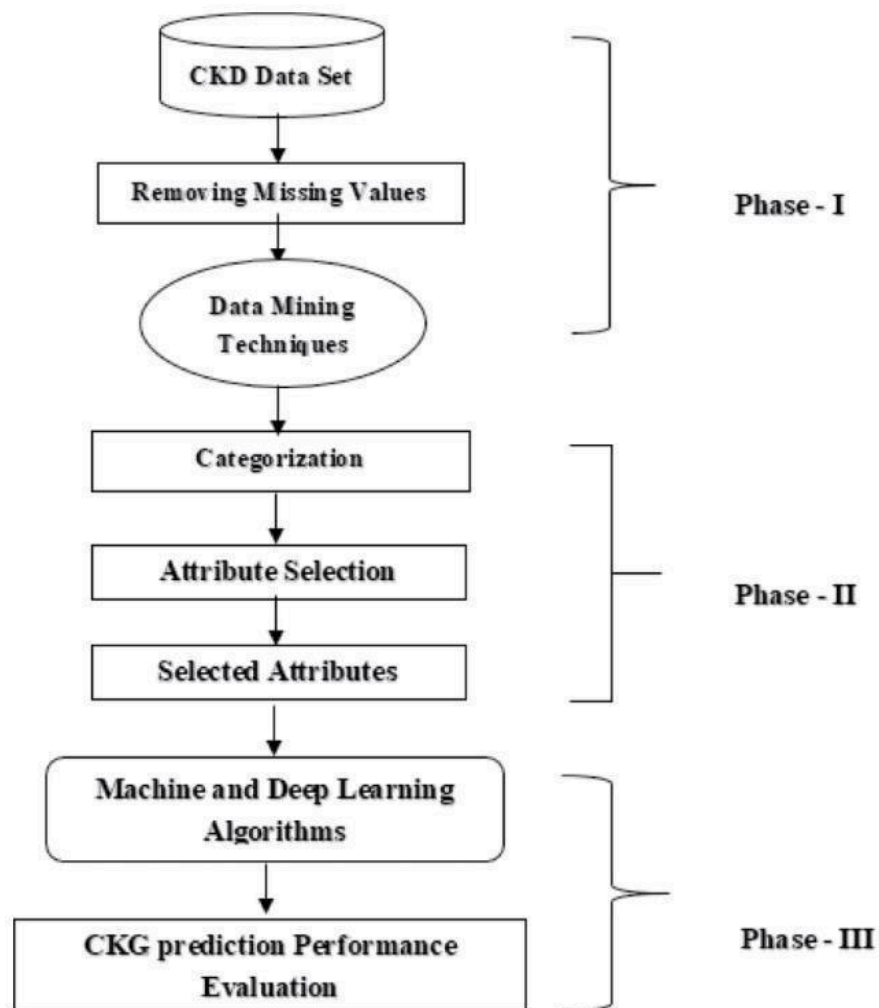 CKD Data Set
Removing Missing Values
Phase - I
Data Mining
Techniques
Categorization
Attribute Selection
Phase - II
Selected Attributes
Machine and Deep Learning
Algorithms
CKG prediction Performance
Evaluation
Phase - III